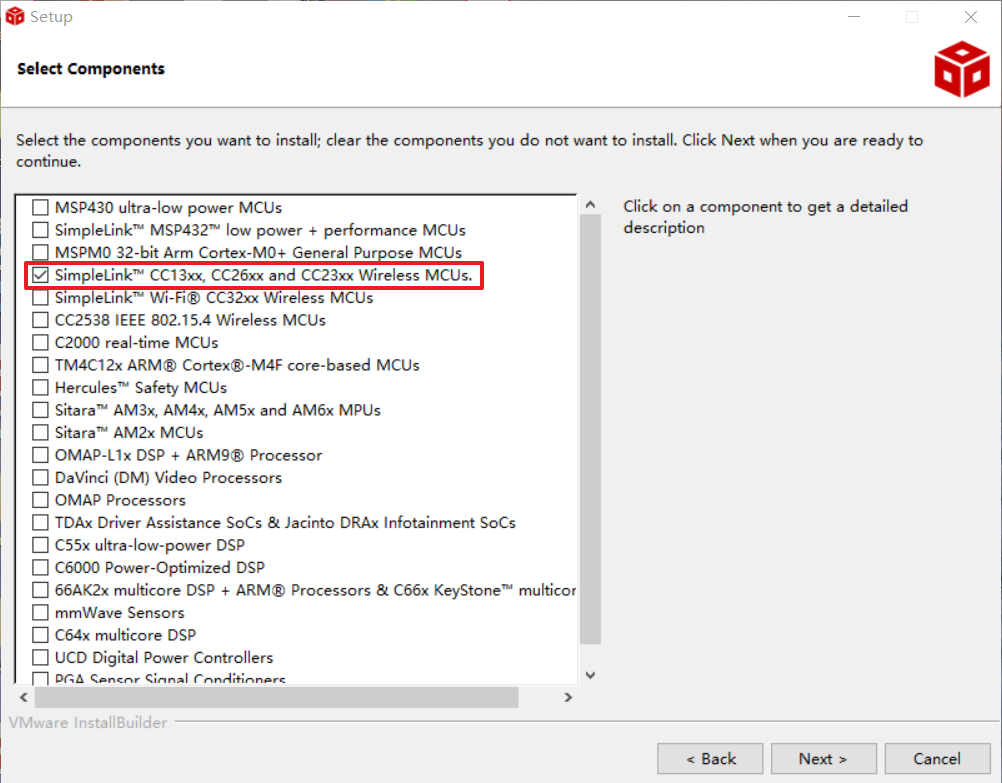 Setup
Select Components
Select the components you want to install; clear the components you do not want to install. Click Next when you are ready to
continue.
MSP430 ultra-low power MCUs
SimpleLink™ MSP432™ low power + performance MCUs
MSPM0 32-bit Arm Cortex-M0+ General Purpose MCUs
SimpleLink™ CC13xx, CC26xx and CC23xx Wireless MCUs.
SimpleLink™ Wi-Fi® CC32xx Wireless MCUs
CC2538 IEEE 802.15.4 Wireless MCUs
C2000 real-time MCUs
TM4C12x ARM® Cortex®-M4F core-based MCUs
Hercules™ Safety MCUs
Sitara™ AM3x, AM4x, AM5x and AM6x MPUs
Sitara™ AM2x MCUs
OMAP-L1x DSP + ARM9® Processor
DaVinci (DM) Video Processors
OMAP Processors
TDAx Driver Assistance SoCs & Jacinto DRAx Infotainment SoCs
C55x ultra-low-power DSP
C6000 Power-Optimized DSP
66AK2x multicore DSP + ARM® Processors & C66x KeyStone™ multicor
mmWave Sensors
C64x multicore DSP
UCD Digital Power Controllers
PGA Sensor Signal Conditioners
Click on a component to get a detailed
description
VMware InstallBuilder
< Back
Next >
Cancel